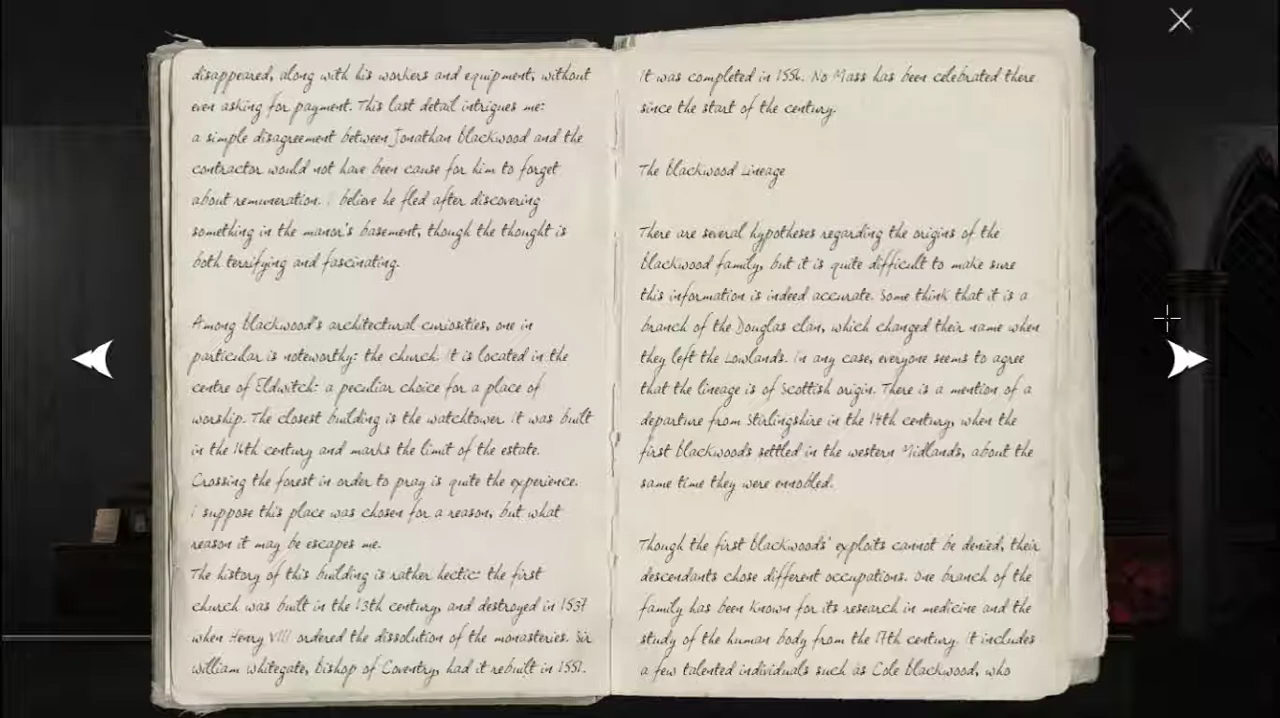 disappeared, along with his workers and equipment, without
even asking for payment. This last detail intrigues me:
a simple disagreement between Jonathan Blackwood and the
contractor would not have been cause for him to forget
about remuneration. I believe he fled after discovering
something in the manor's basement, though the thought is
both terrifying and fascinating.
Among Blackwood's architectural curiosities, one in
particular is noteworthy: the church. It is located in the
centre of Eldwitch: a peculiar choice for a place of
worship. The closest building is the watchtower. It was built
in the 16th century and marks the limit of the estate.
Crossing the forest in order to pray is quite the experience.
I suppose this place was chosen for a reason, but what
reason it may be escapes me.
The history of this building is rather hectic: the first
church was built in the 13th century, and destroyed in 1537
when Henry VIII ordered the dissolution of the monasteries. Sir
William Whitegate, Bishop of Coventry, had it rebuilt in 1551.
It was completed in 1556. No Mass has been celebrated there
since the start of the century.
The Blackwood Lineage
There are several hypotheses regarding the origins of the
Blackwood family, but it is quite difficult to make sure
this information is indeed accurate. Some think that it is a
branch of the Douglas clan, which changed their name when
they left the Lowlands. In any case, everyone seems to agree
that the lineage is of Scottish origin. There is a mention of a
departure from Stirlingshire in the 14th century, when the
first Blackwoods settled in the western Midlands, about the
same time they were ennobled.
Though the first Blackwoods' exploits cannot be denied, their
descendants chose different occupations. One branch of the
family has been known for its research in medicine and the
study of the human body from the 17th century. It includes
a few talented individuals such as Cole Blackwood, who